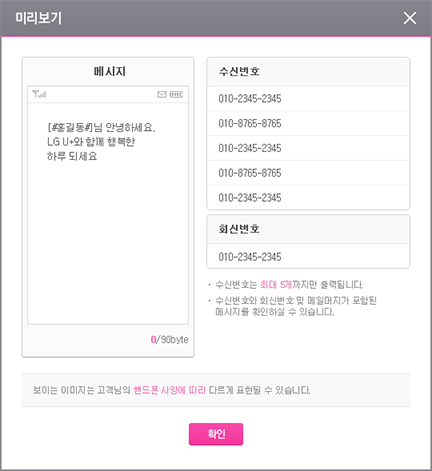 미리보기
메시지
[#홍길동#]님 안녕하세요.
LG U+와 함께 행복한
하루 되세요
0/90byte
수신번호
010-2345-2345
010-8765-8765
010-2345-2345
010-8765-8765
010-2345-2345
회신번호
010-2345-2345
· 수신번호는 최대 5개까지만 출력됩니다.
· 수신번호와 회신번호 및 메일머지가 포함된
메시지를 확인하실 수 있습니다.
보이는 이미지는 고객님의 핸드폰 사양에 따라 다르게 표현될 수 있습니다.
확인